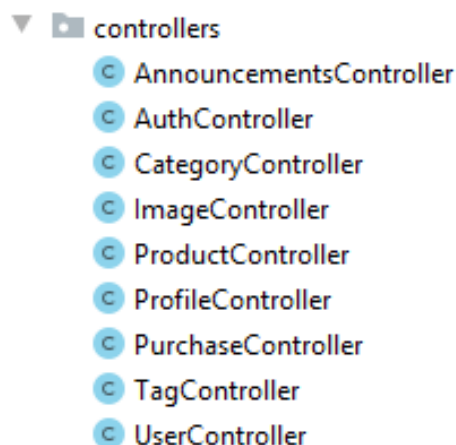 controllers
C AnnouncementsController
C AuthController
C CategoryController
C ImageController
C ProductController
C ProfileController
C PurchaseController
C TagController
C UserController